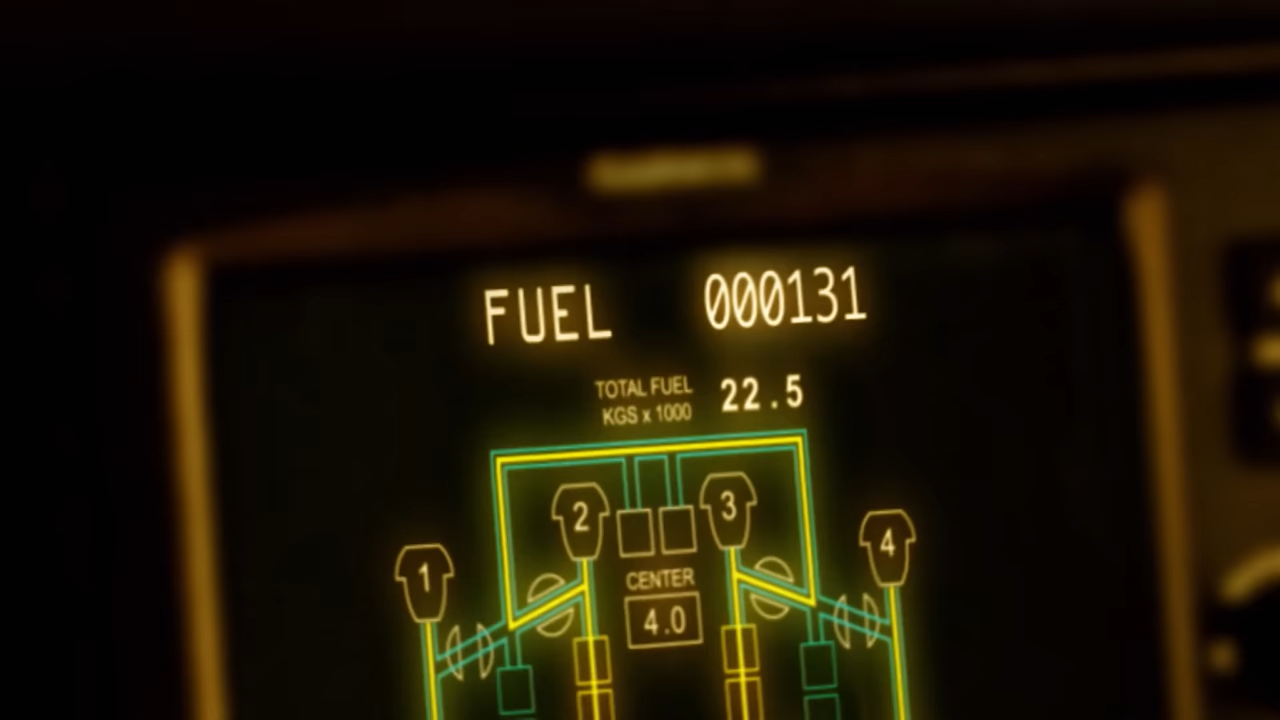 FUEL 000131
TOTAL FUEL 22.5
KGS x 1000
2 3
1 4
CENTER
4.0